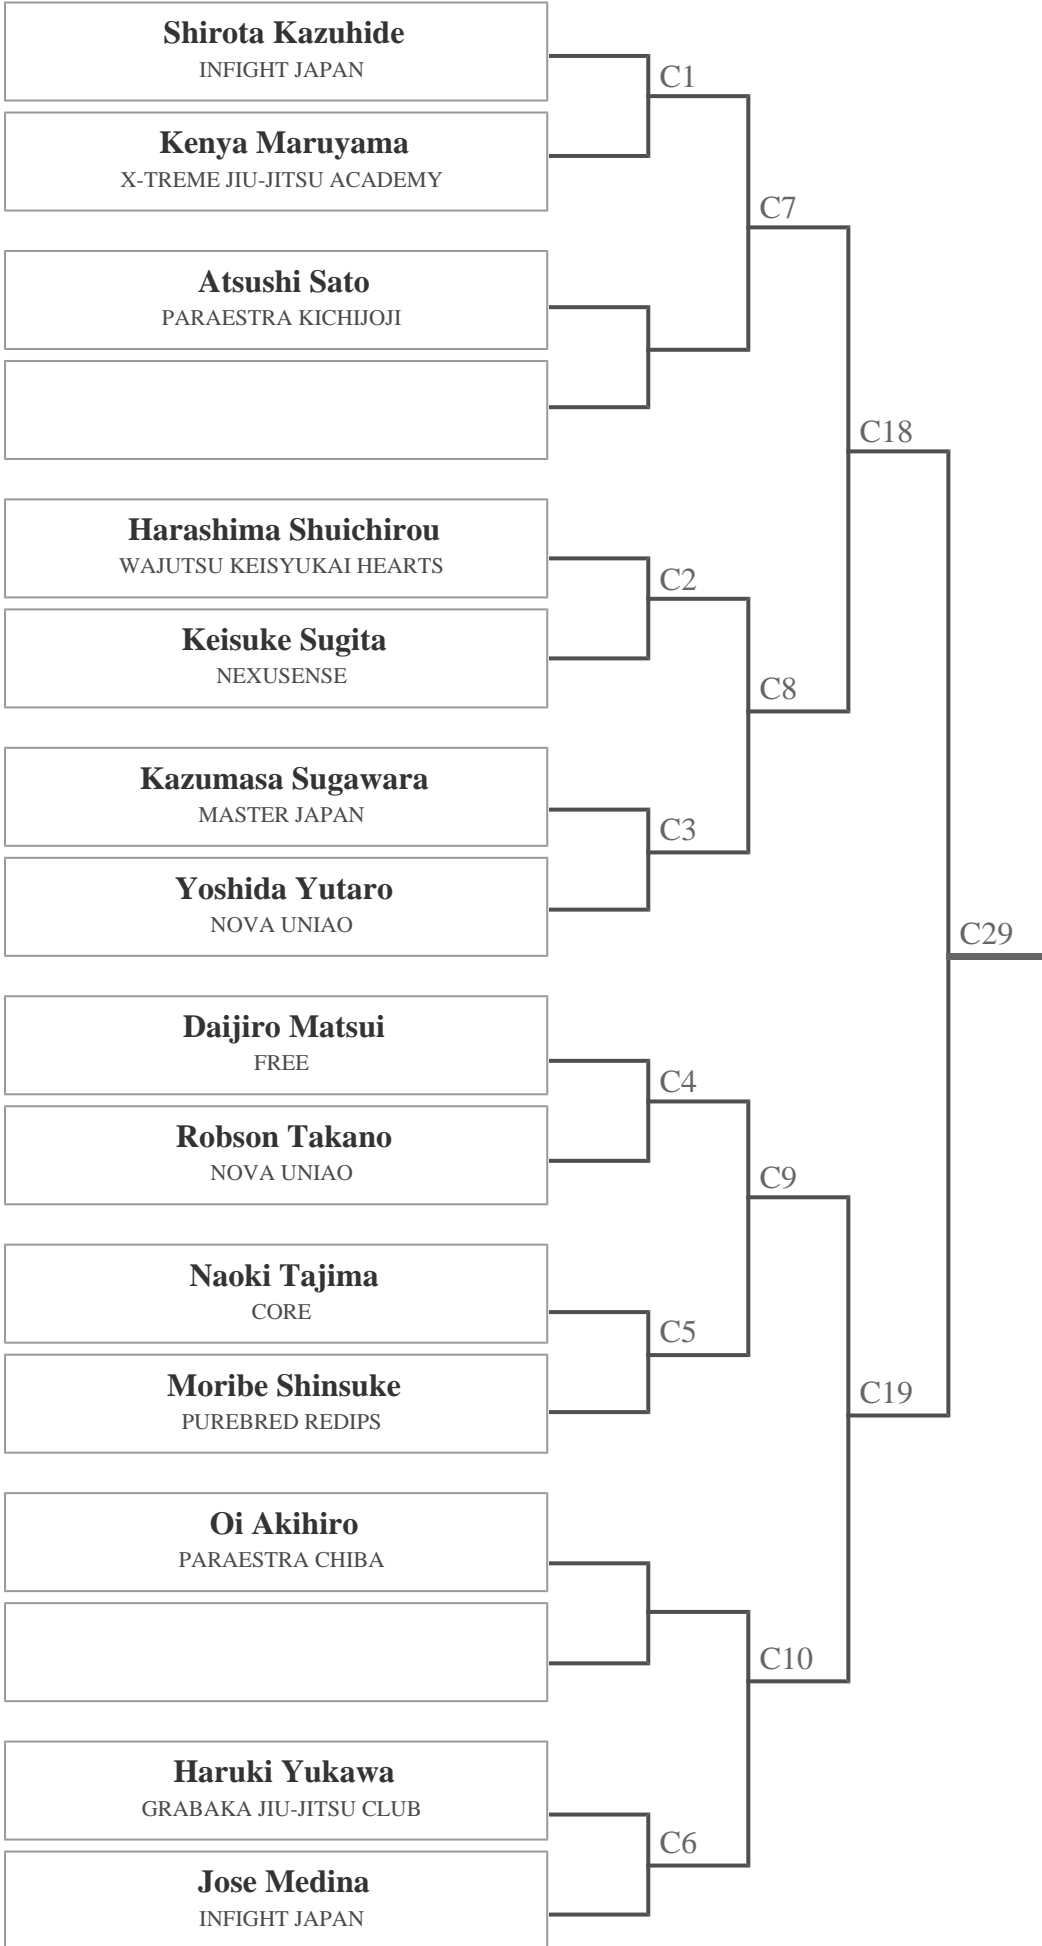 Shirota Kazuhide
INFIGHT JAPAN
C1
Kenya Maruyama
X-TREME JIU-JITSU ACADEMY
C7
Atsushi Sato
PARAESTRA KICHIJOJI
C18
Harashima Shuichirou
WAJUTSU KEISYUKAI HEARTS
C2
Keisuke Sugita
NEXUSENSE
C8
Kazumasa Sugawara
MASTER JAPAN
C3
Yoshida Yutaro
NOVA UNIAO
C29
Daijiro Matsui
FREE
C4
Robson Takano
NOVA UNIAO
C9
Naoki Tajima
CORE
C5
Moribe Shinsuke
PUREBRED REDIPS
C19
Oi Akihiro
PARAESTRA CHIBA
C10
Haruki Yukawa
GRABAKA JIU-JITSU CLUB
C6
Jose Medina
INFIGHT JAPAN